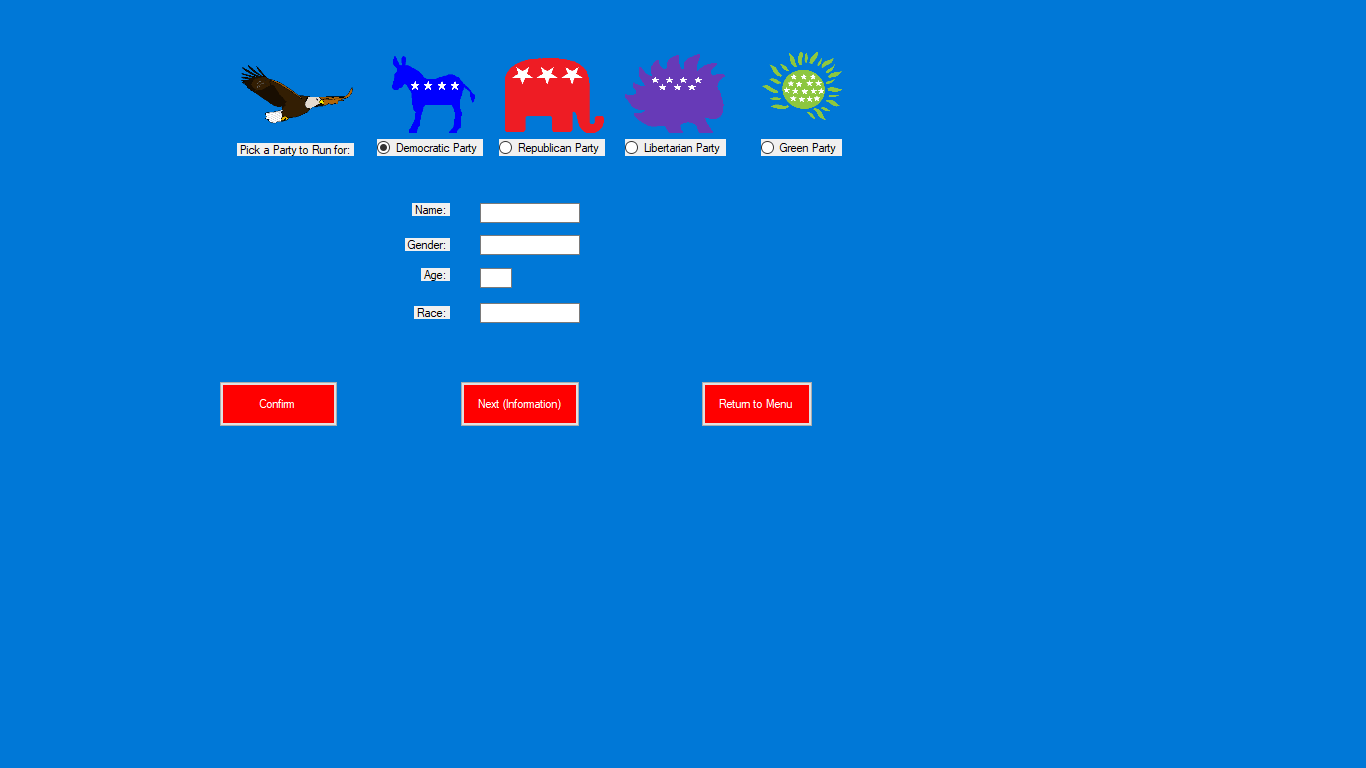 Pick a Party to Run for:
Democratic Party
Republican Party
Libertarian Party
Green Party
Name:
Gender:
Age:
Race:
Confirm
Next (Information)
Return to Menu